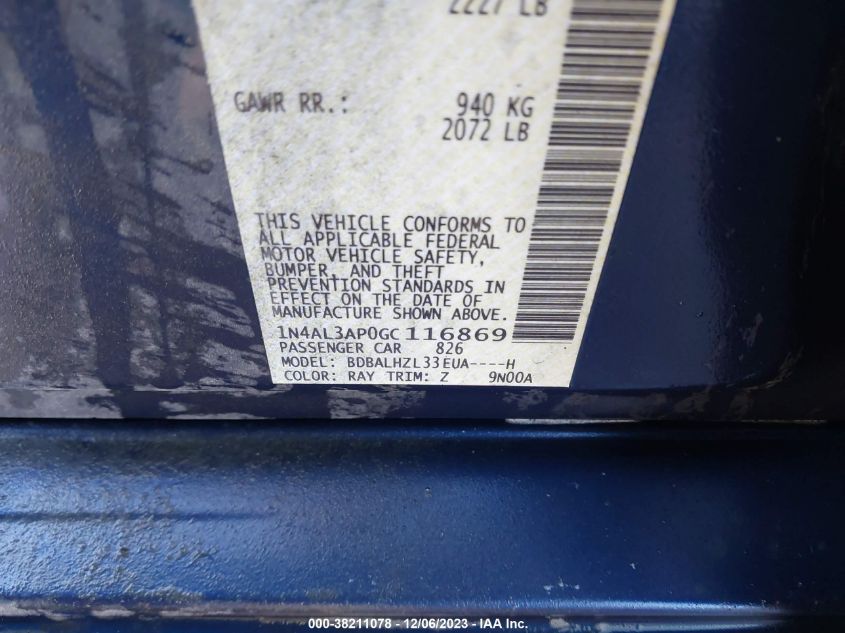 2227 LB
GAWR RR.: 940 KG
2072 LB
THIS VEHICLE CONFORMS TO
ALL APPLICABLE FEDERAL
MOTOR VEHICLE SAFETY,
BUMPER, AND THEFT
PREVENTION STANDARDS IN
EFFECT ON THE DATE OF
MANUFACTURE SHOWN ABOVE.
1N4AL3AP0GC116869
PASSENGER CAR 826
MODEL: BDBALHZL33EUA----H
COLOR: RAY TRIM: Z 9N00A
000-38211078 - 12/06/2023 - IAA Inc.